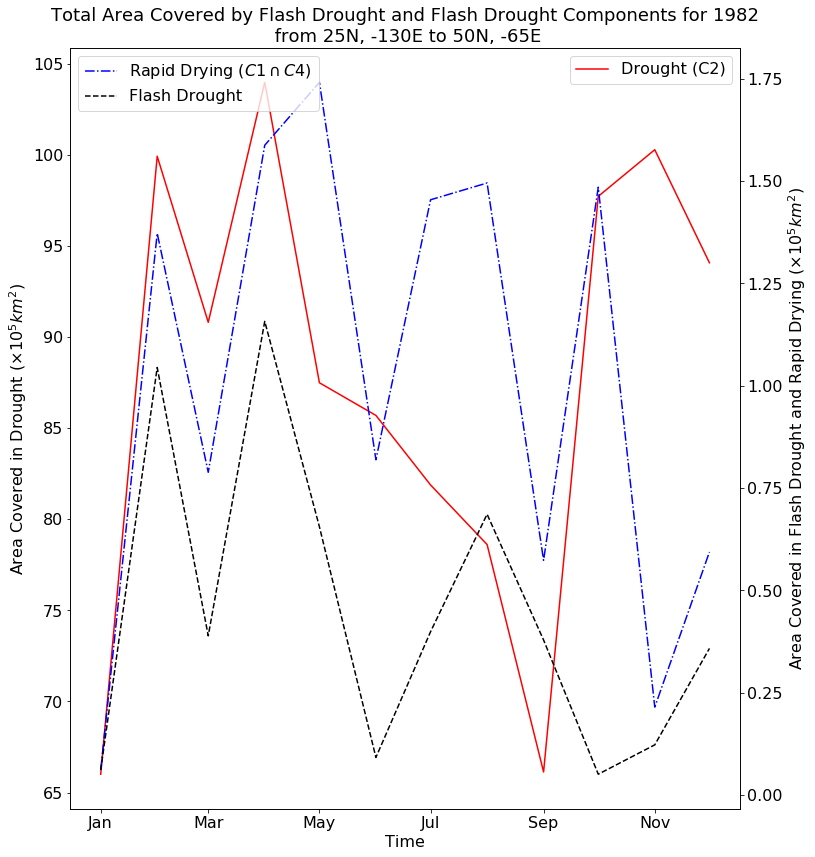 Total Area Covered by Flash Drought and Flash Drought Components for 1982
from 25N, -130E to 50N, -65E
Rapid Drying (C1 ∩ C4)
Flash Drought
Drought (C2)
Area Covered in Drought (×10⁵km²)
105
100
95
90
85
80
75
70
65
Area Covered in Flash Drought and Rapid Drying (×10⁵km²)
1.75
1.50
1.25
1.00
0.75
0.50
0.25
0.00
Jan
Mar
May
Jul
Sep
Nov
Time